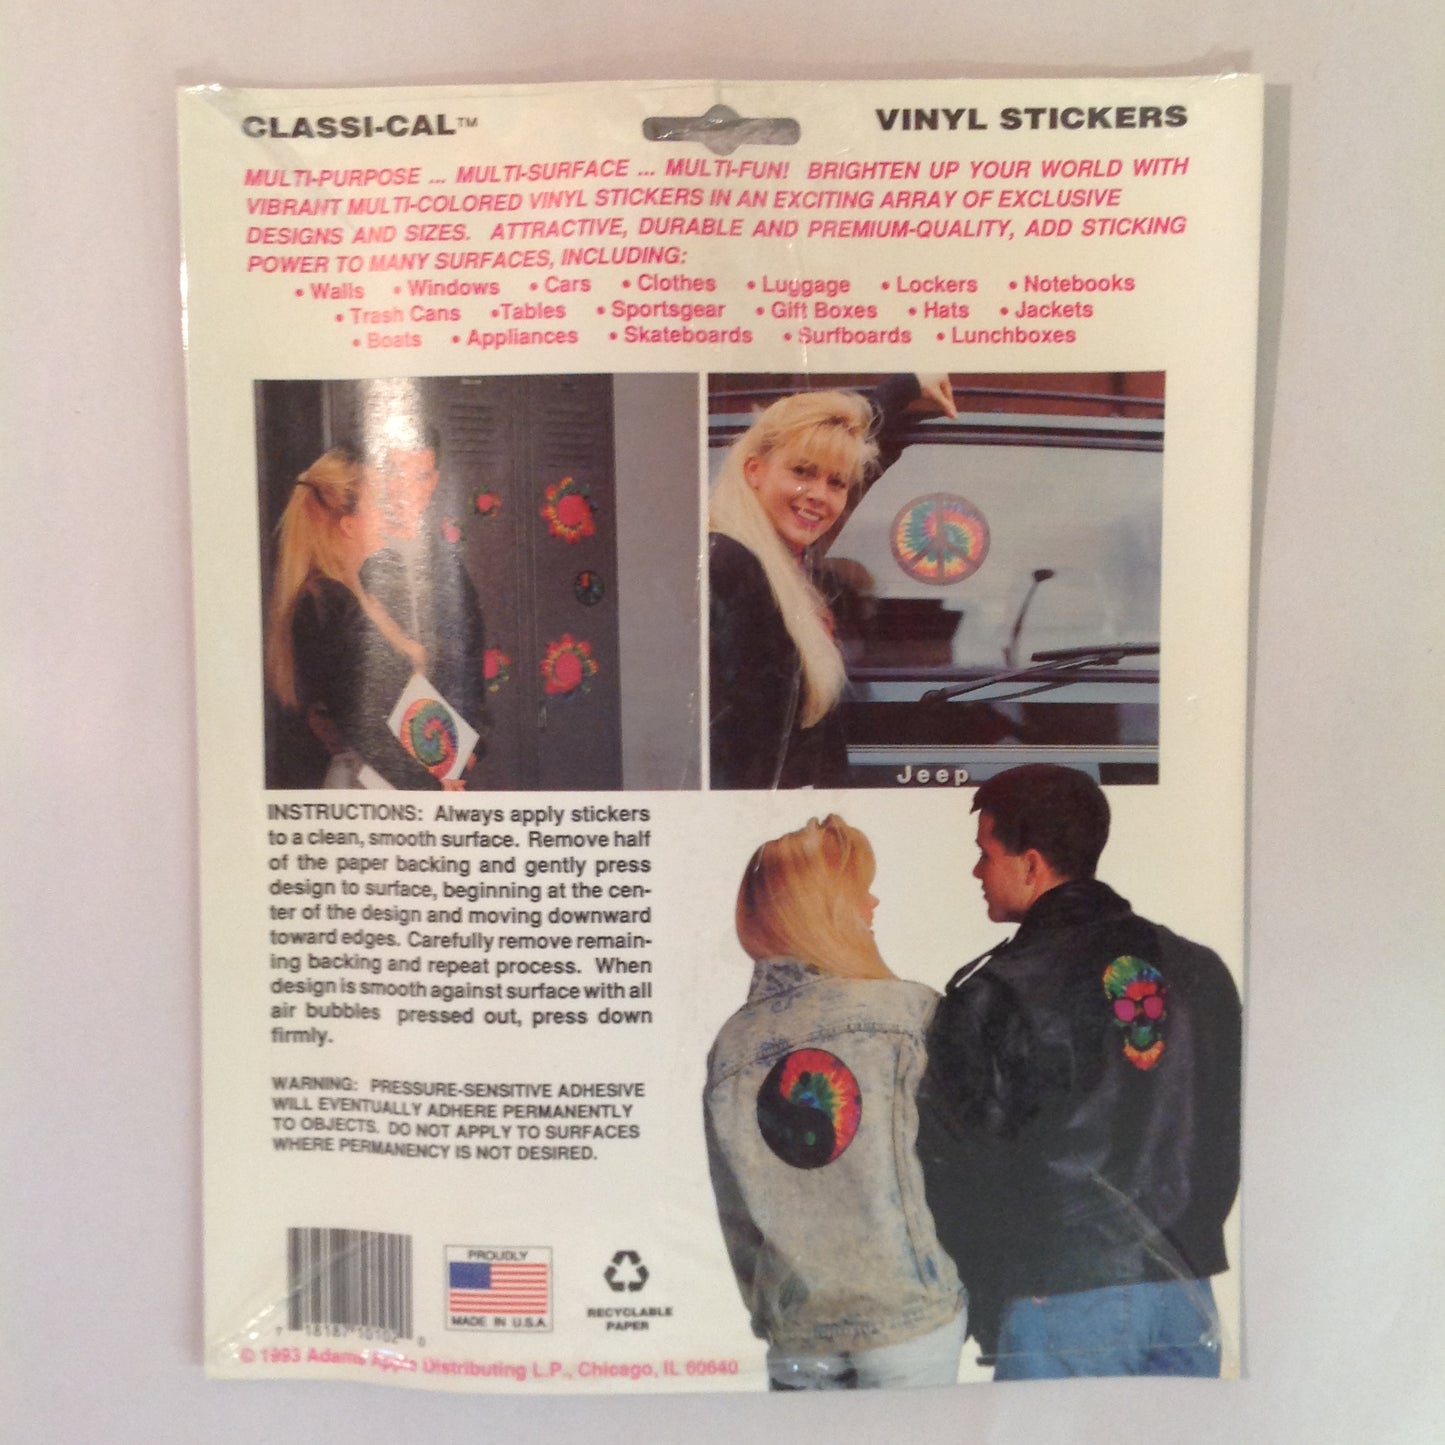 CLASSI-CAL™
VINYL STICKERS
MULTI-PURPOSE ... MULTI-SURFACE ... MULTI-FUN! BRIGHTEN UP YOUR WORLD WITH
VIBRANT MULTI-COLORED VINYL STICKERS IN AN EXCITING ARRAY OF EXCLUSIVE
DESIGNS AND SIZES. ATTRACTIVE, DURABLE AND PREMIUM-QUALITY, ADD STICKING
POWER TO MANY SURFACES, INCLUDING:
• Walls • Windows • Cars • Clothes • Luggage • Lockers • Notebooks
• Trash Cans •Tables • Sportsgear • Gift Boxes • Hats • Jackets
• Boats • Appliances • Skateboards • Surfboards • Lunchboxes
Jeep
INSTRUCTIONS: Always apply stickers
to a clean, smooth surface. Remove half
of the paper backing and gently press
design to surface, beginning at the cen-
ter of the design and moving downward
toward edges. Carefully remove remain-
ing backing and repeat process. When
design is smooth against surface with all
air bubbles pressed out, press down
firmly.
WARNING: PRESSURE-SENSITIVE ADHESIVE
WILL EVENTUALLY ADHERE PERMANENTLY
TO OBJECTS. DO NOT APPLY TO SURFACES
WHERE PERMANENCY IS NOT DESIRED.
7 18187 10102 0
PROUDLY
MADE IN U.S.A.
RECYCLABLE
PAPER
© 1993 Adams Apple Distributing L.P., Chicago, IL 60640